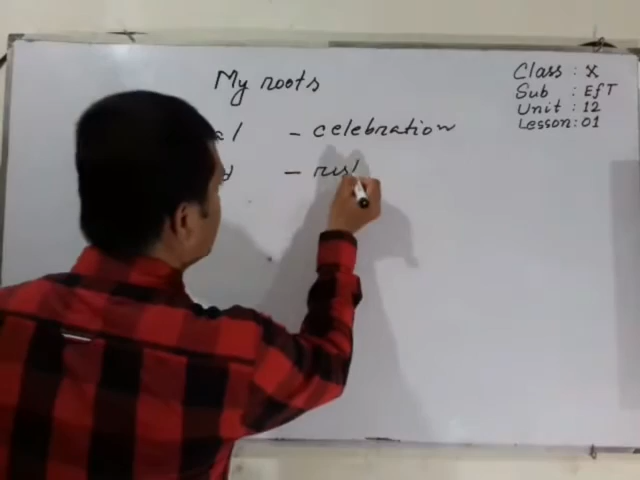 My roots
Class : X
Sub : EfT
Unit : 12
Lesson: 01
- celebration
-